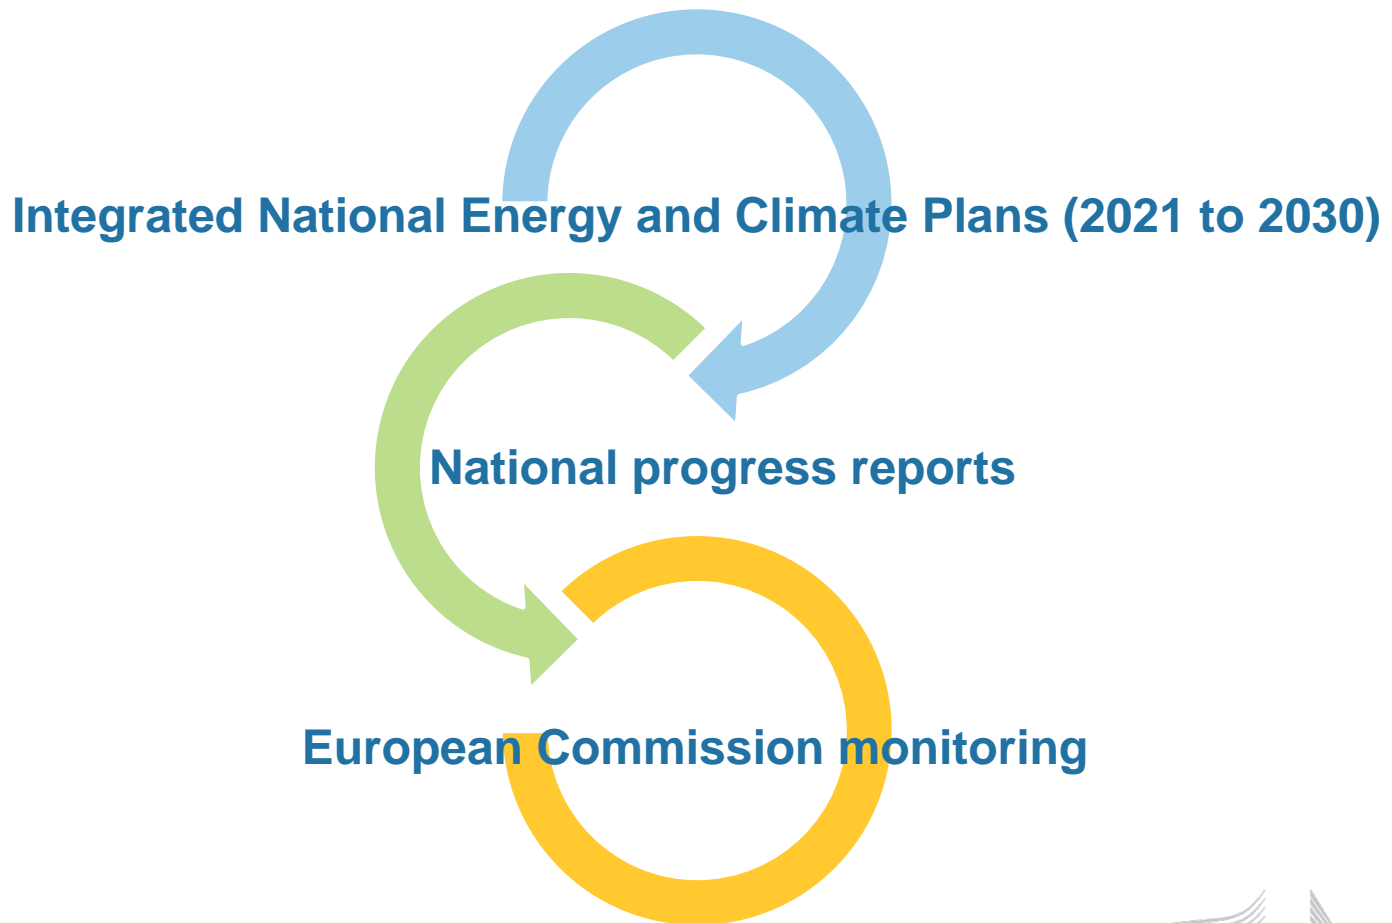 Integrated National Energy and Climate Plans (2021 to 2030)
National progress reports
European Commission monitoring